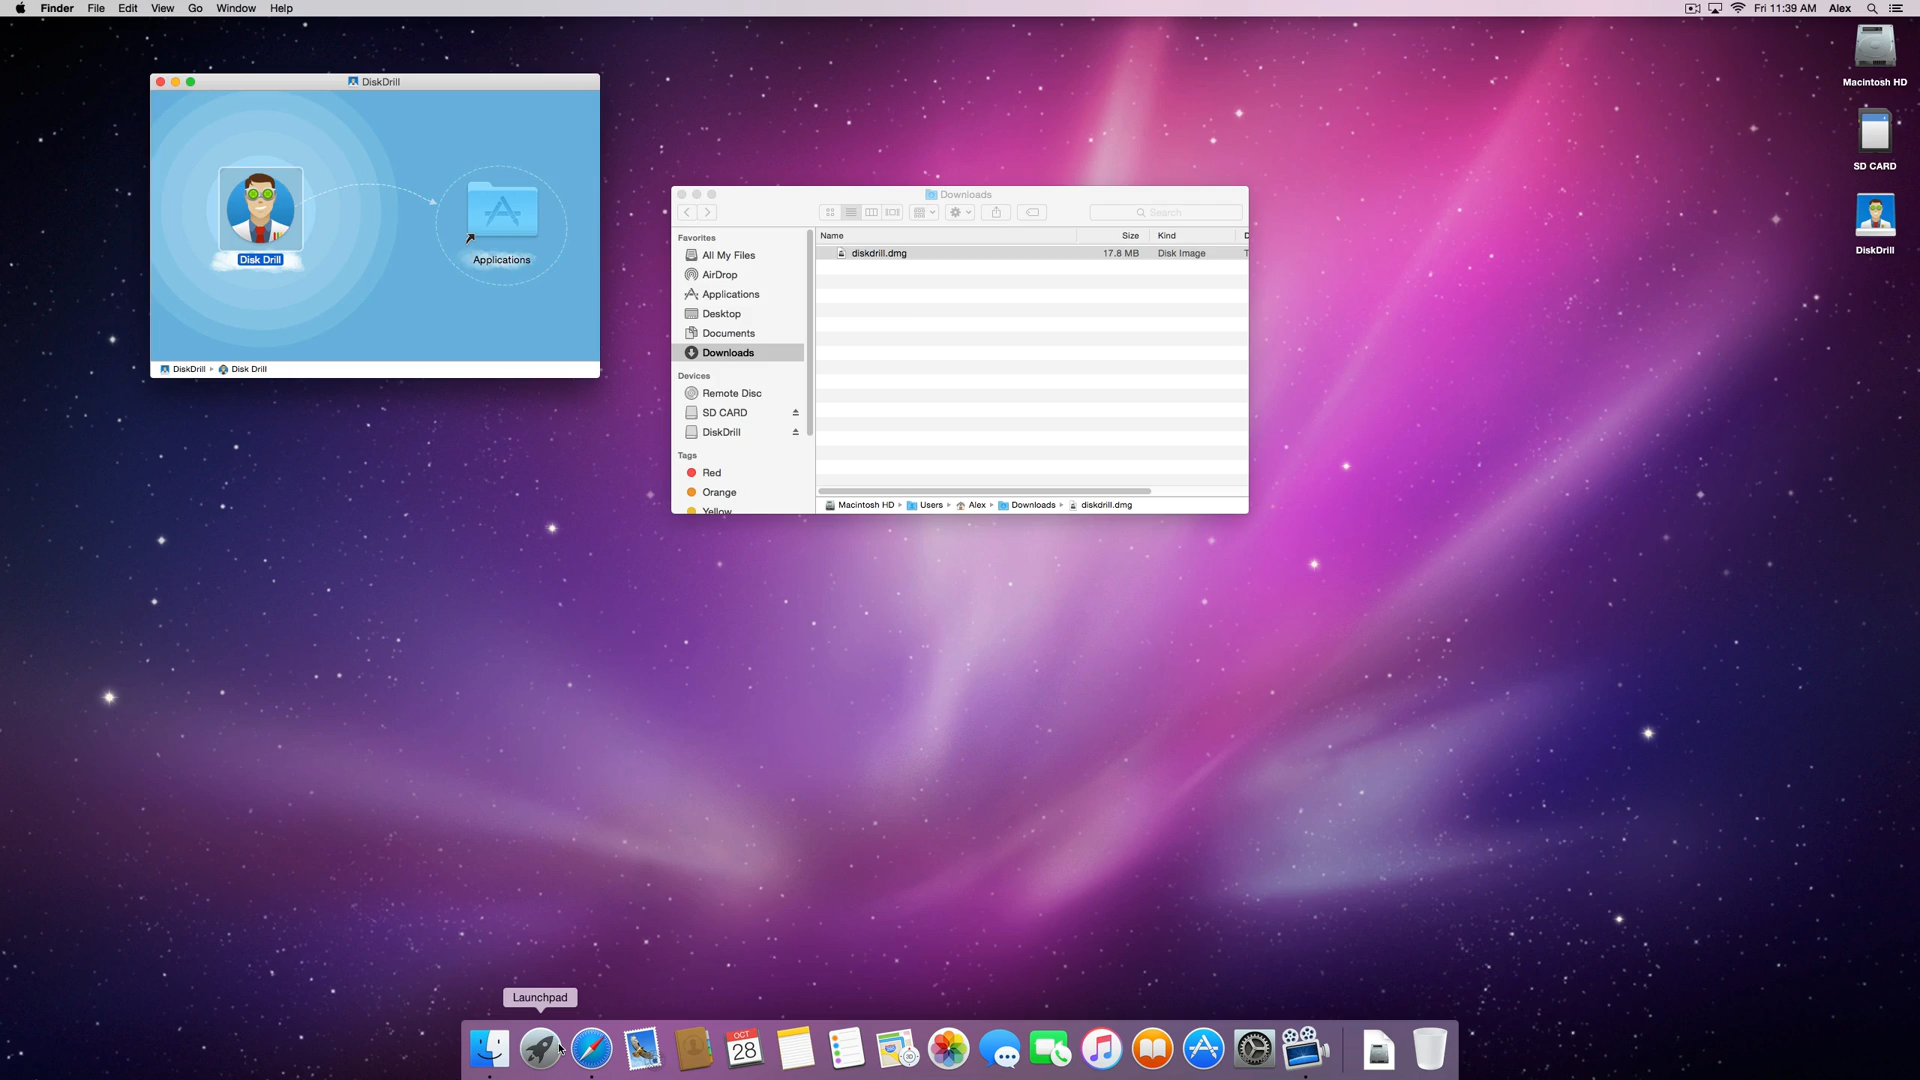 Finder File Edit View Go Window Help
Fri 11:39 AM Alex
Macintosh HD
SD CARD
DiskDrill
DiskDrill
Disk Drill
Applications
DiskDrill Disk Drill
Downloads
Search
Favorites
All My Files
AirDrop
Applications
Desktop
Documents
Downloads
Devices
Remote Disc
SD CARD
DiskDrill
Tags
Red
Orange
Yellow
Name Size Kind D
diskdrill.dmg 17.8 MB Disk Image T
Macintosh HD Users Alex Downloads diskdrill.dmg
Launchpad
OCT
28
3D